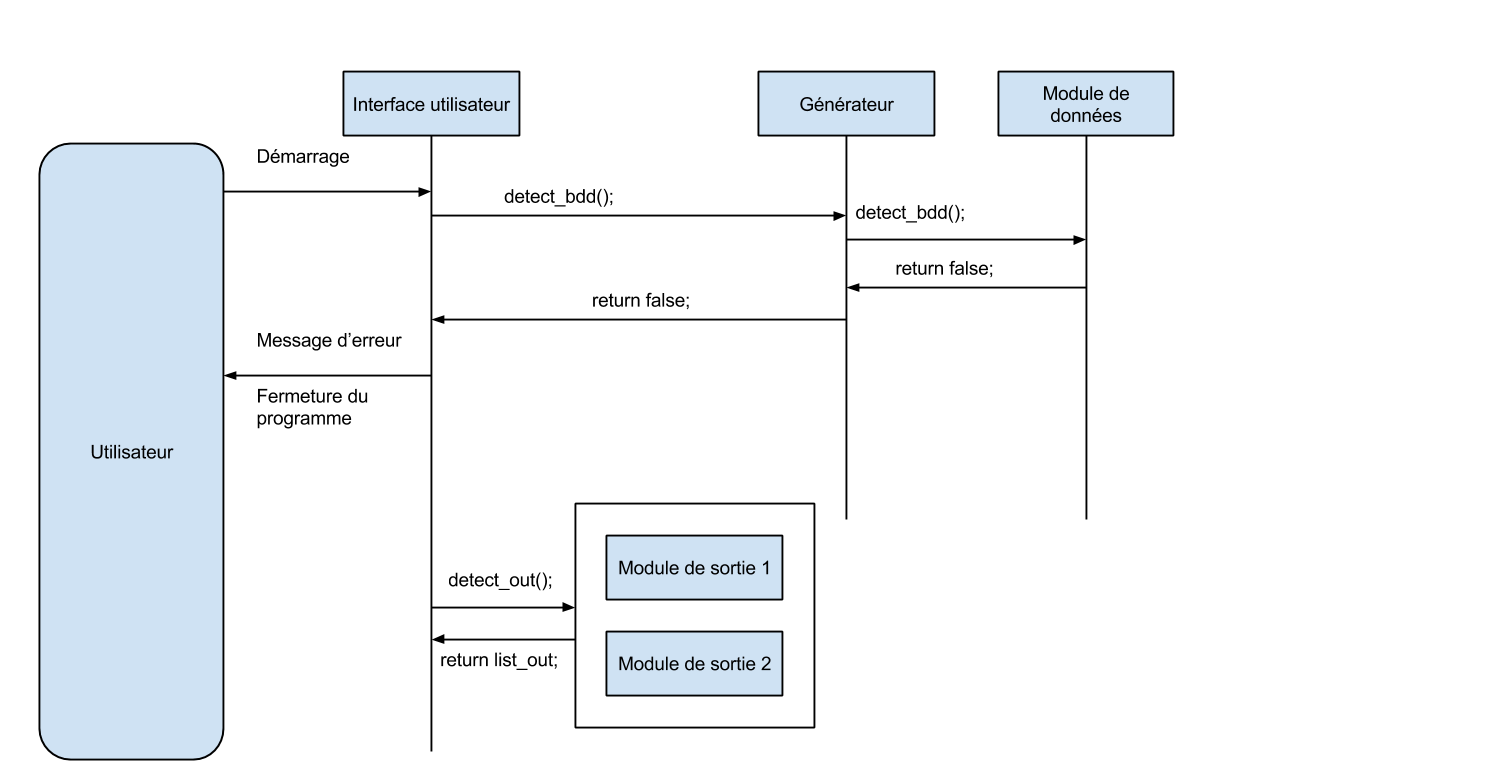 Interface utilisateur
Générateur
Module de
données
Démarrage
detect_bdd();
detect_bdd();
return false;
return false;
Message d’erreur
Fermeture du
programme
Utilisateur
Module de sortie 1
detect_out();
return list_out;
Module de sortie 2